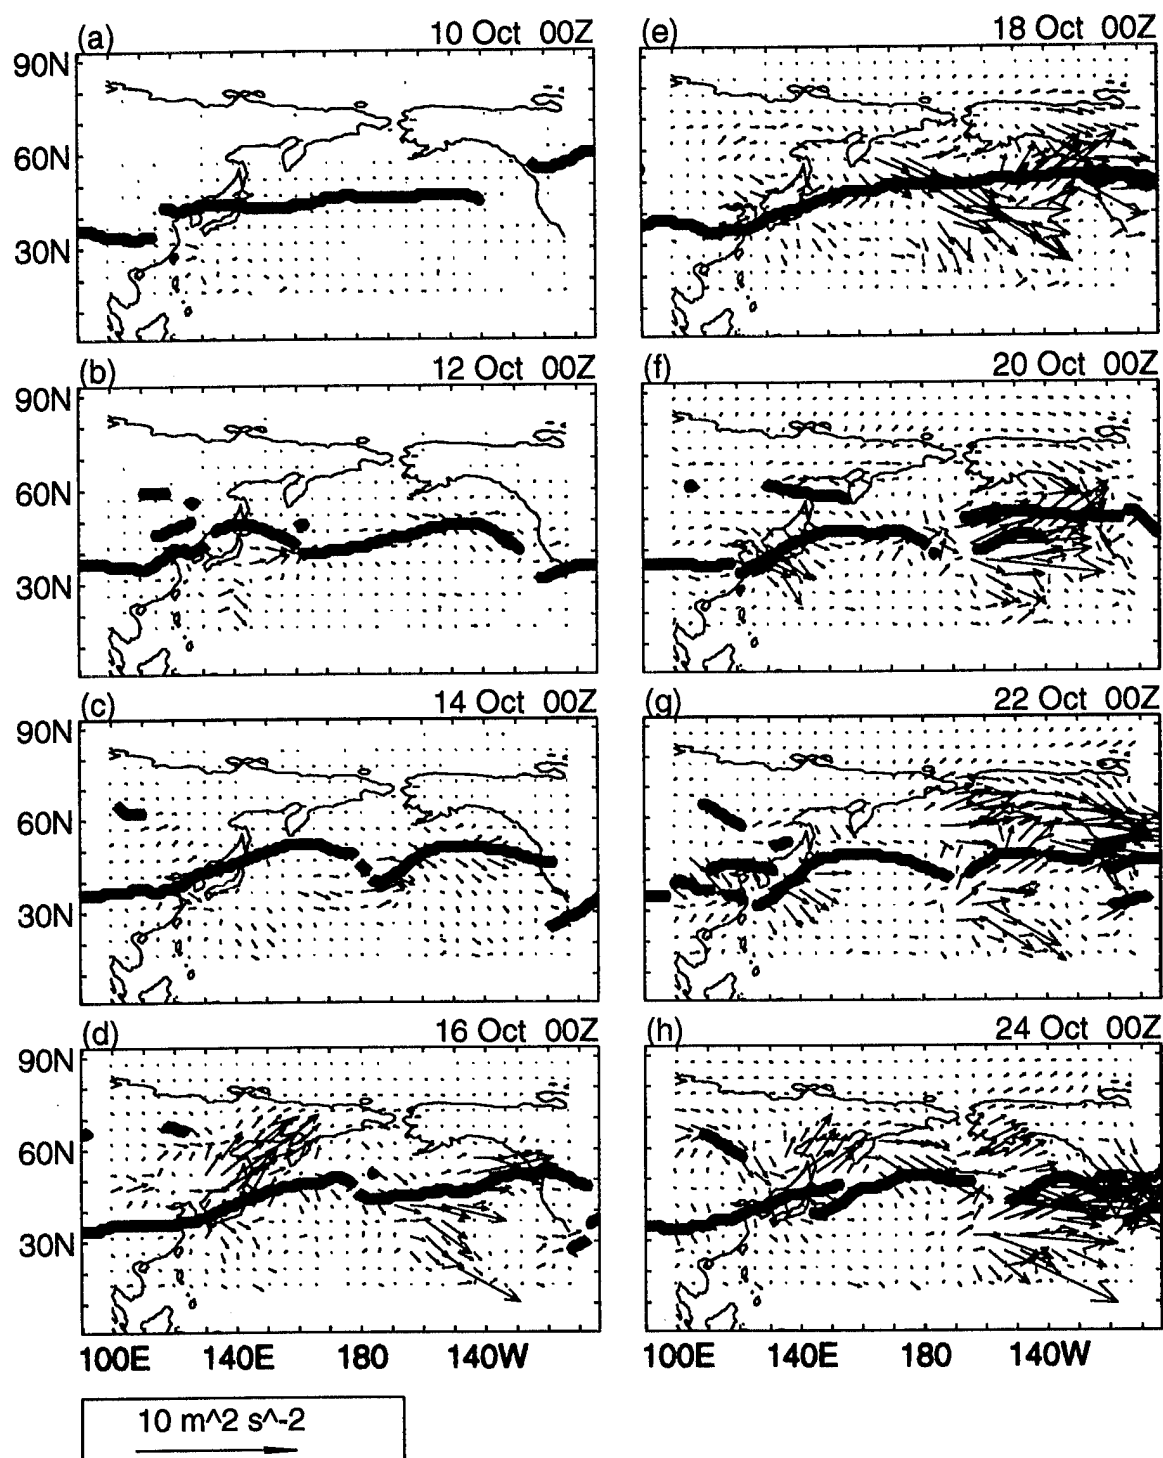 (a) 10 Oct 00Z
90N
60N
30N
(b) 12 Oct 00Z
90N
60N
30N
(c) 14 Oct 00Z
90N
60N
30N
(d) 16 Oct 00Z
90N
60N
30N
100E 140E 180 140W
(e) 18 Oct 00Z
(f) 20 Oct 00Z
(g) 22 Oct 00Z
(h) 24 Oct 00Z
100E 140E 180 140W
10 m^2 s^-2